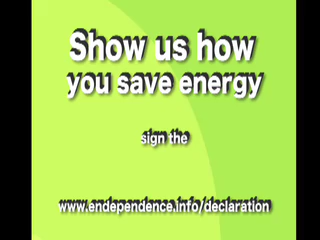 Show us how
you save energy
sign the
www.endependence.info/declaration